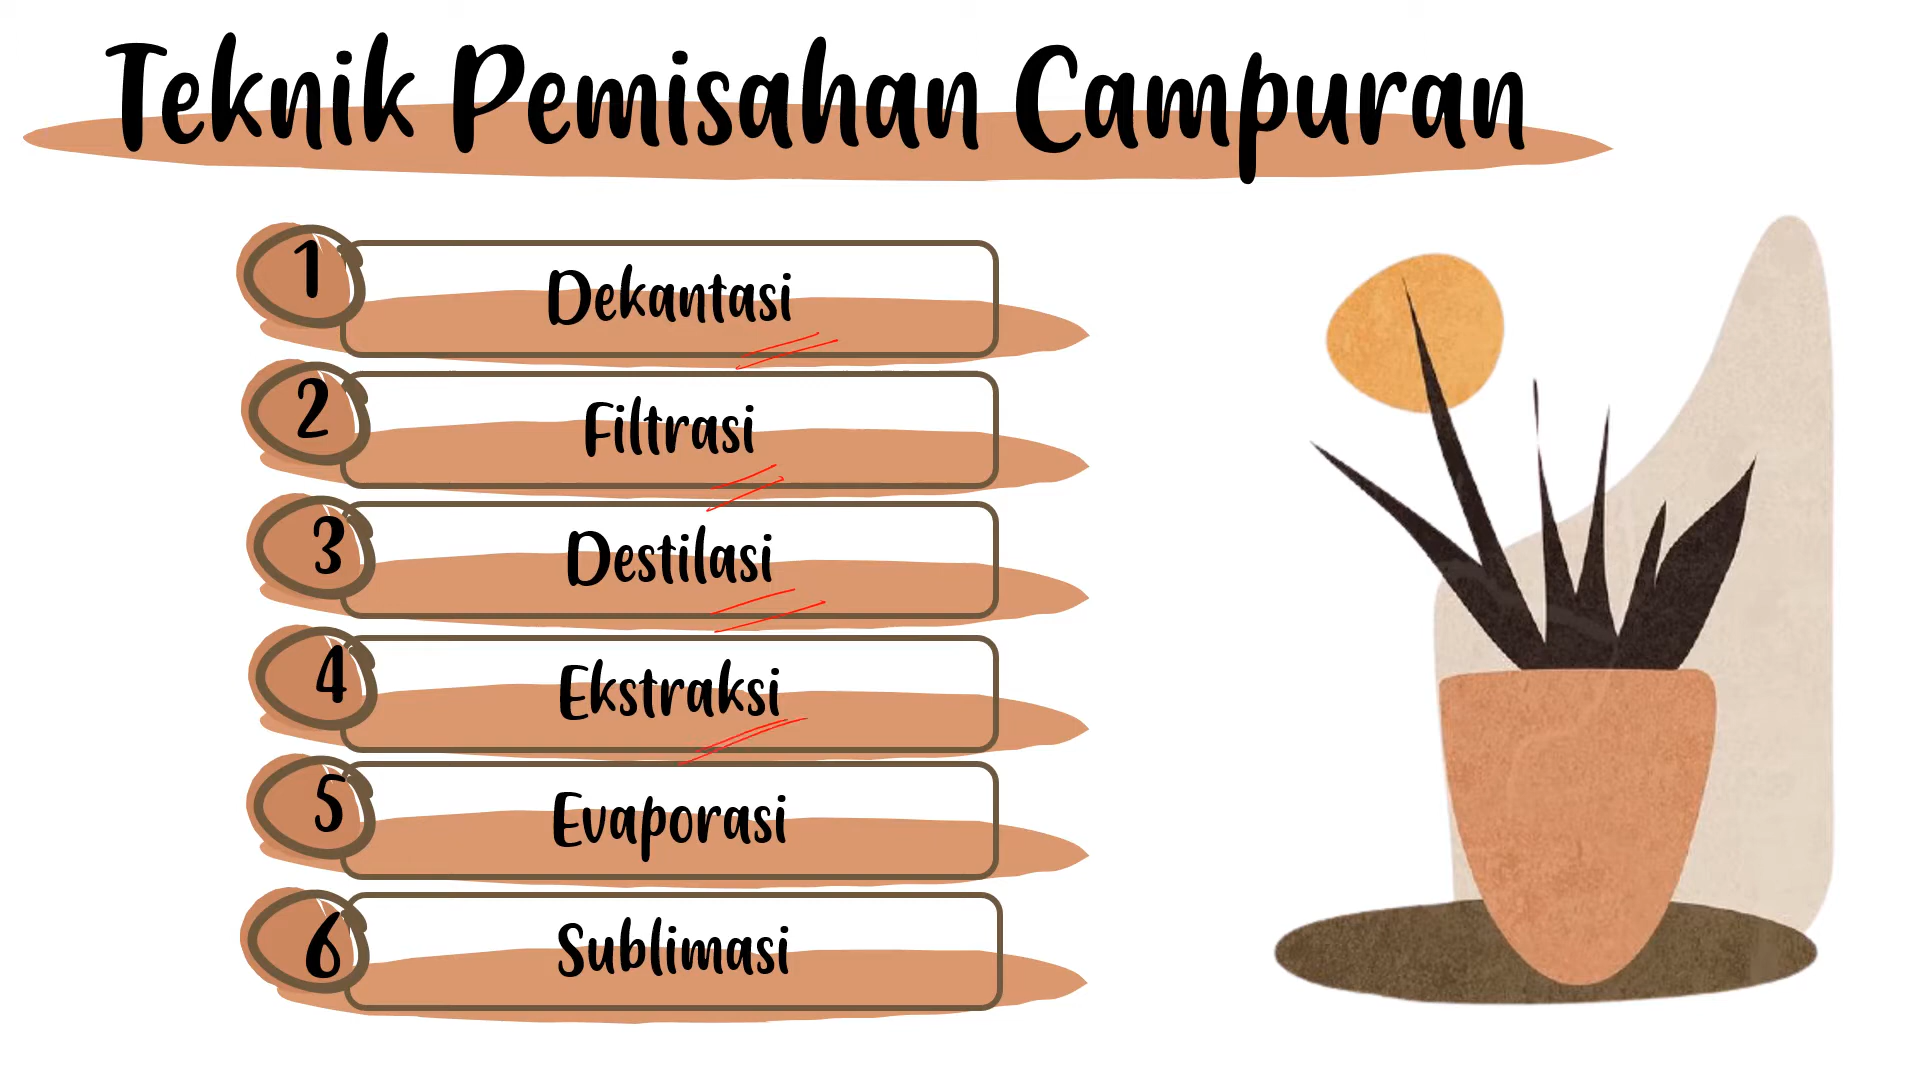 Teknik Pemisahan Campuran
1 Dekantasi
2 Filtrasi
3 Destilasi
4 Ekstraksi
5 Evaporasi
6 Sublimasi